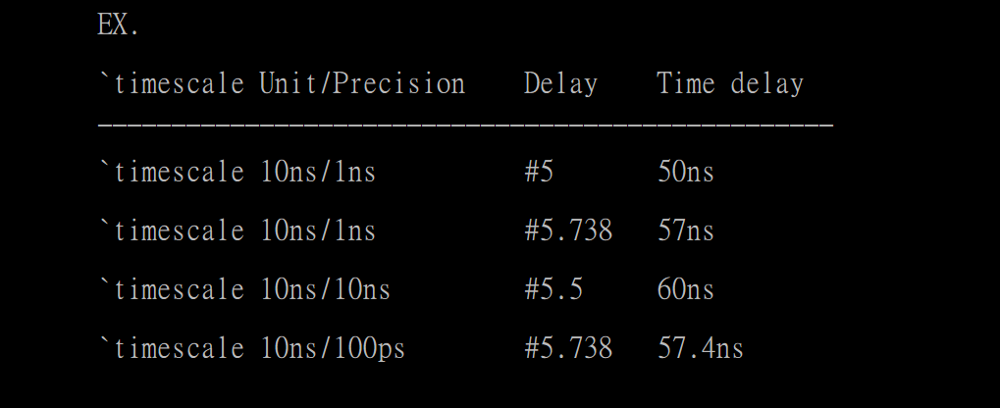 EX.
`timescale Unit/Precision    Delay    Time delay
--------------------------------------------------
`timescale 10ns/1ns          #5       50ns
`timescale 10ns/1ns          #5.738   57ns
`timescale 10ns/10ns         #5.5     60ns
`timescale 10ns/100ps        #5.738   57.4ns